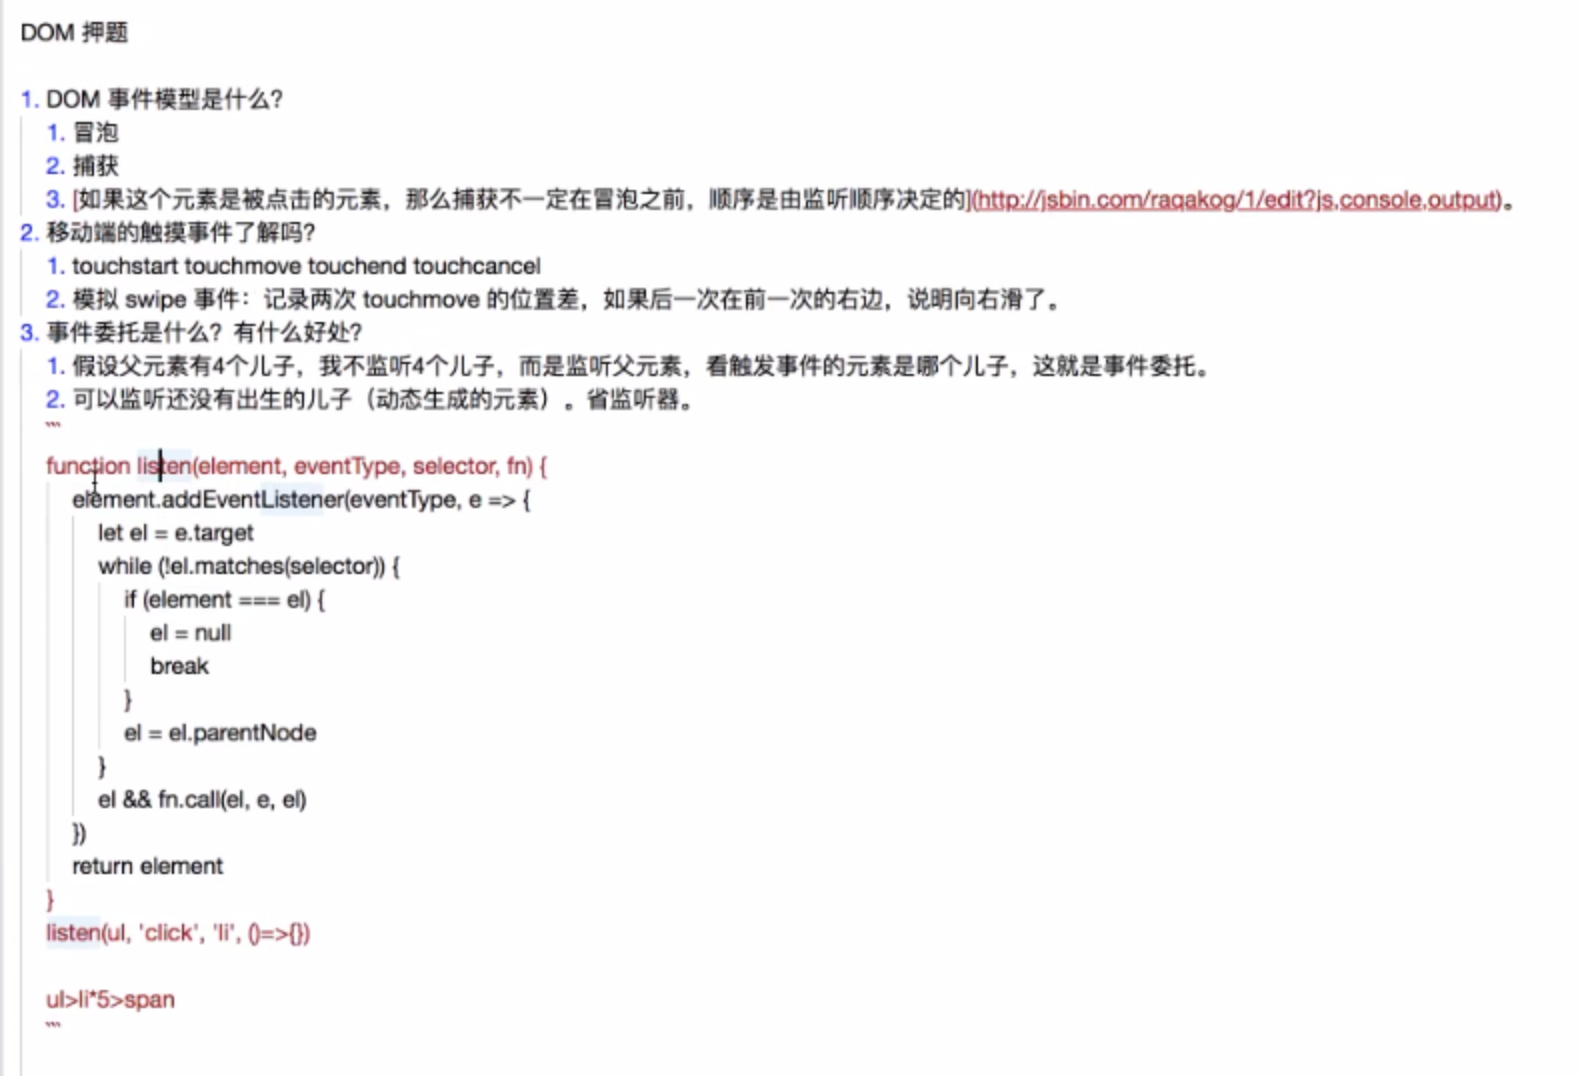 DOM 押题
1. DOM 事件模型是什么?
1. 冒泡
2. 捕获
3. [如果这个元素是被点击的元素，那么捕获不一定在冒泡之前，顺序是由监听顺序决定的](http://jsbin.com/raqakog/1/edit?js,console,output)。
2. 移动端的触摸事件了解吗?
1. touchstart touchmove touchend touchcancel
2. 模拟 swipe 事件：记录两次 touchmove 的位置差，如果后一次在前一次的右边，说明向右滑了。
3. 事件委托是什么？有什么好处?
1. 假设父元素有4个儿子，我不监听4个儿子，而是监听父元素，看触发事件的元素是哪个儿子，这就是事件委托。
2. 可以监听还没有出生的儿子（动态生成的元素）。省监听器。
```
function listen(element, eventType, selector, fn) {
element.addEventListener(eventType, e => {
let el = e.target
while (!el.matches(selector)) {
if (element === el) {
el = null
break
}
el = el.parentNode
}
el && fn.call(el, e, el)
})
return element
}
listen(ul, 'click', 'li', ()=>{})
ul>li*5>span
```